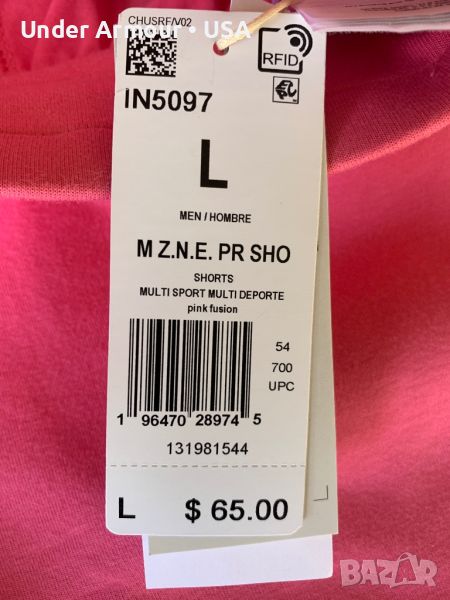 Under Armour • USA
CHUSRF/V02
RFID
IN5097
L
MEN / HOMBRE
M Z.N.E. PR SHO
SHORTS
MULTI SPORT MULTI DEPORTE
pink fusion
54
700
UPC
1 96470 28974 5
131981544
L $ 65.00
BAZAR